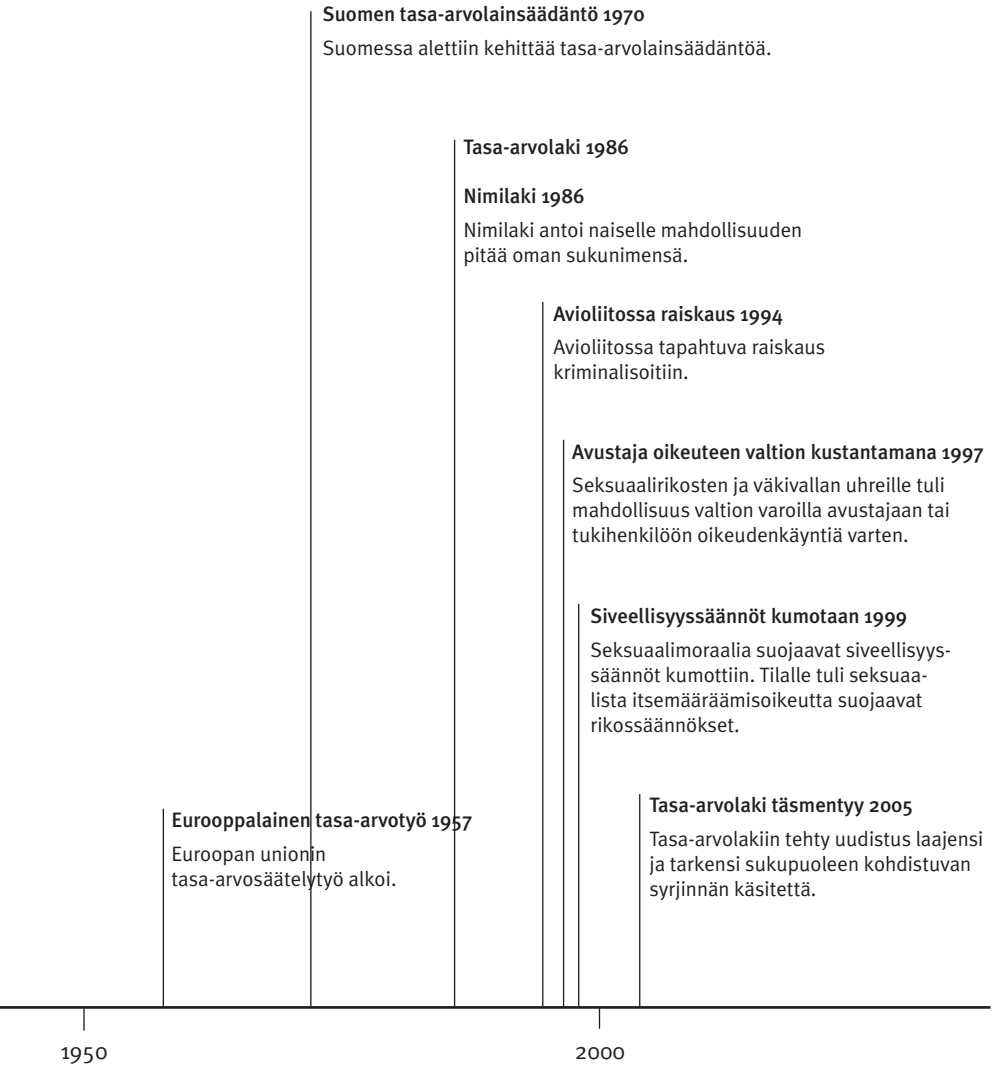 Suomen tasa-arvolainsäädäntö 1970
Suomessa alettiin kehittää tasa-arvolainsäädäntöä.
Tasa-arvolaki 1986
Nimilaki 1986
Nimilaki antoi naiselle mahdollisuuden
pitää oman sukunimensä.
Avioliitossa raiskaus 1994
Avioliitossa tapahtuva raiskaus
kriminalisoitiin.
Avustaja oikeuteen valtion kustantamana 1997
Seksuaalirikosten ja väkivallan uhreille tuli
mahdollisuus valtion varoilla avustajaan tai
tukihenkilöön oikeudenkäyntiä varten.
Siveellisyyssäännöt kumotaan 1999
Seksuaalimoraalia suojaavat siveellisyys-
säännöt kumottiin. Tilalle tuli seksuaa-
lista itsemääräämisoikeutta suojaavat
rikossäännökset.
Eurooppalainen tasa-arvotyö 1957
Euroopan unionin
tasa-arvosäätelytyö alkoi.
Tasa-arvolaki täsmentyy 2005
Tasa-arvolakiin tehty uudistus laajensi
ja tarkensi sukupuoleen kohdistuvan
syrjinnän käsitettä.
1950
2000